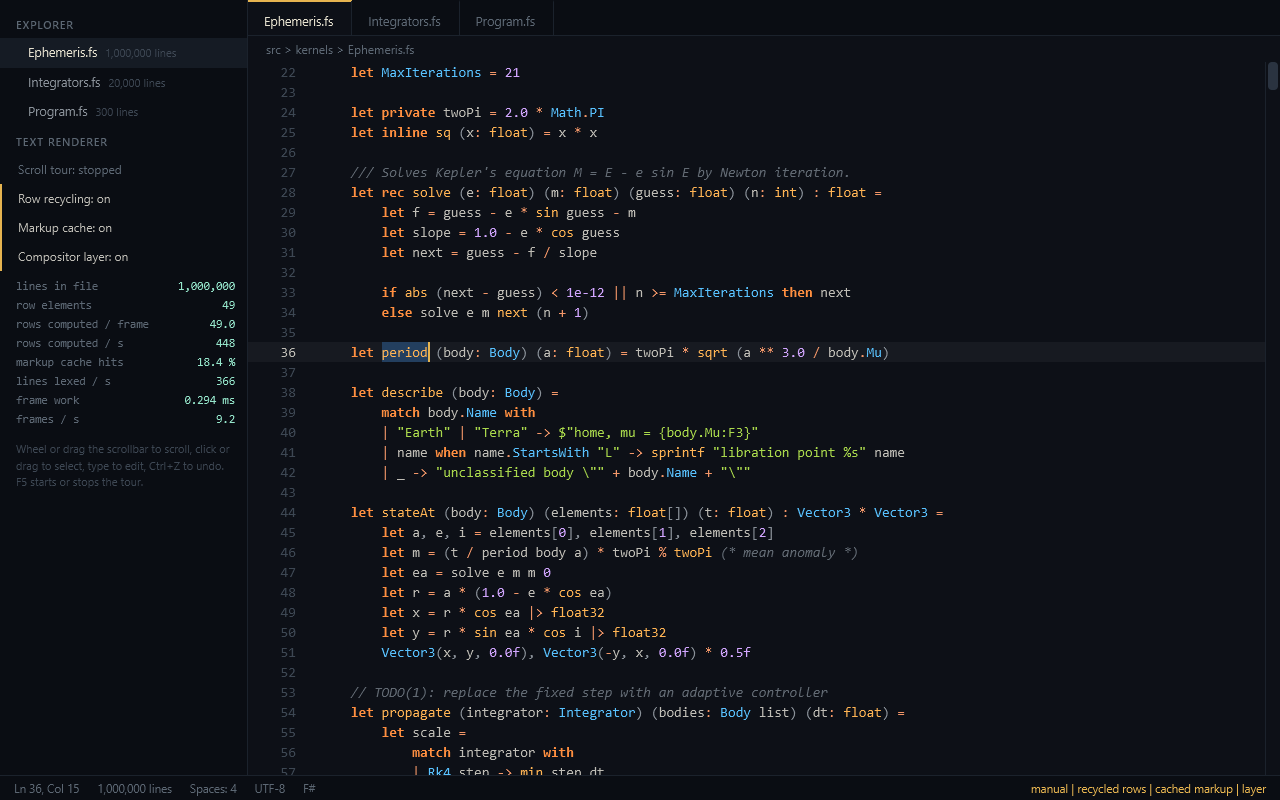 EXPLORER
Ephemeris.fs 1,000,000 lines
Integrators.fs 20,000 lines
Program.fs 300 lines
TEXT RENDERER
Scroll tour: stopped
Row recycling: on
Markup cache: on
Compositor layer: on
lines in file 1,000,000
row elements 49
rows computed / frame 49.0
rows computed / s 448
markup cache hits 18.4 %
lines lexed / s 366
frame work 0.294 ms
frames / s 9.2
Wheel or drag the scrollbar to scroll, click or
drag to select, type to edit, Ctrl+Z to undo.
F5 starts or stops the tour.
Ephemeris.fs Integrators.fs Program.fs
src > kernels > Ephemeris.fs
22 let MaxIterations = 21
23
24 let private twoPi = 2.0 * Math.PI
25 let inline sq (x: float) = x * x
26
27 /// Solves Kepler's equation M = E - e sin E by Newton iteration.
28 let rec solve (e: float) (m: float) (guess: float) (n: int) : float =
29     let f = guess - e * sin guess - m
30     let slope = 1.0 - e * cos guess
31     let next = guess - f / slope
32
33     if abs (next - guess) < 1e-12 || n >= MaxIterations then next
34     else solve e m next (n + 1)
35
36 let period (body: Body) (a: float) = twoPi * sqrt (a ** 3.0 / body.Mu)
37
38 let describe (body: Body) =
39     match body.Name with
40     | "Earth" | "Terra" -> $"home, mu = {body.Mu:F3}"
41     | name when name.StartsWith "L" -> sprintf "libration point %s" name
42     | _ -> "unclassified body \"" + body.Name + "\""
43
44 let stateAt (body: Body) (elements: float[]) (t: float) : Vector3 * Vector3 =
45     let a, e, i = elements[0], elements[1], elements[2]
46     let m = (t / period body a) * twoPi % twoPi (* mean anomaly *)
47     let ea = solve e m m 0
48     let r = a * (1.0 - e * cos ea)
49     let x = r * cos ea |> float32
50     let y = r * sin ea * cos i |> float32
51     Vector3(x, y, 0.0f), Vector3(-y, x, 0.0f) * 0.5f
52
53 // TODO(1): replace the fixed step with an adaptive controller
54 let propagate (integrator: Integrator) (bodies: Body list) (dt: float) =
55     let scale =
56         match integrator with
57         | Rk4 step -> min step dt
Ln 36, Col 15 1,000,000 lines Spaces: 4 UTF-8 F#
manual | recycled rows | cached markup | layer